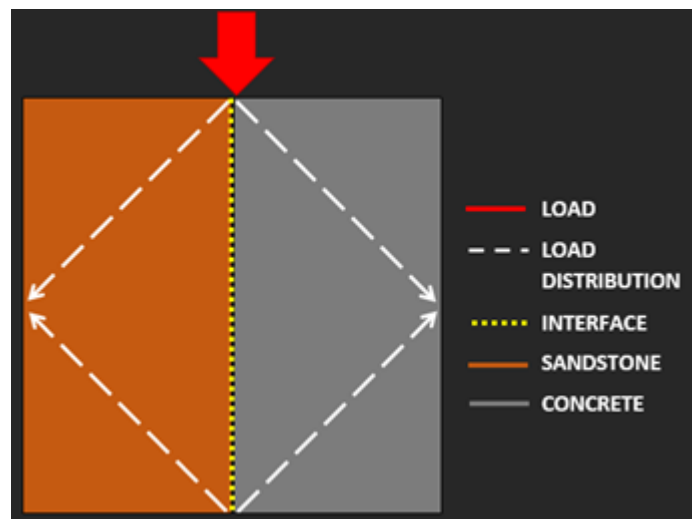 LOAD
LOAD
DISTRIBUTION
INTERFACE
SANDSTONE
CONCRETE